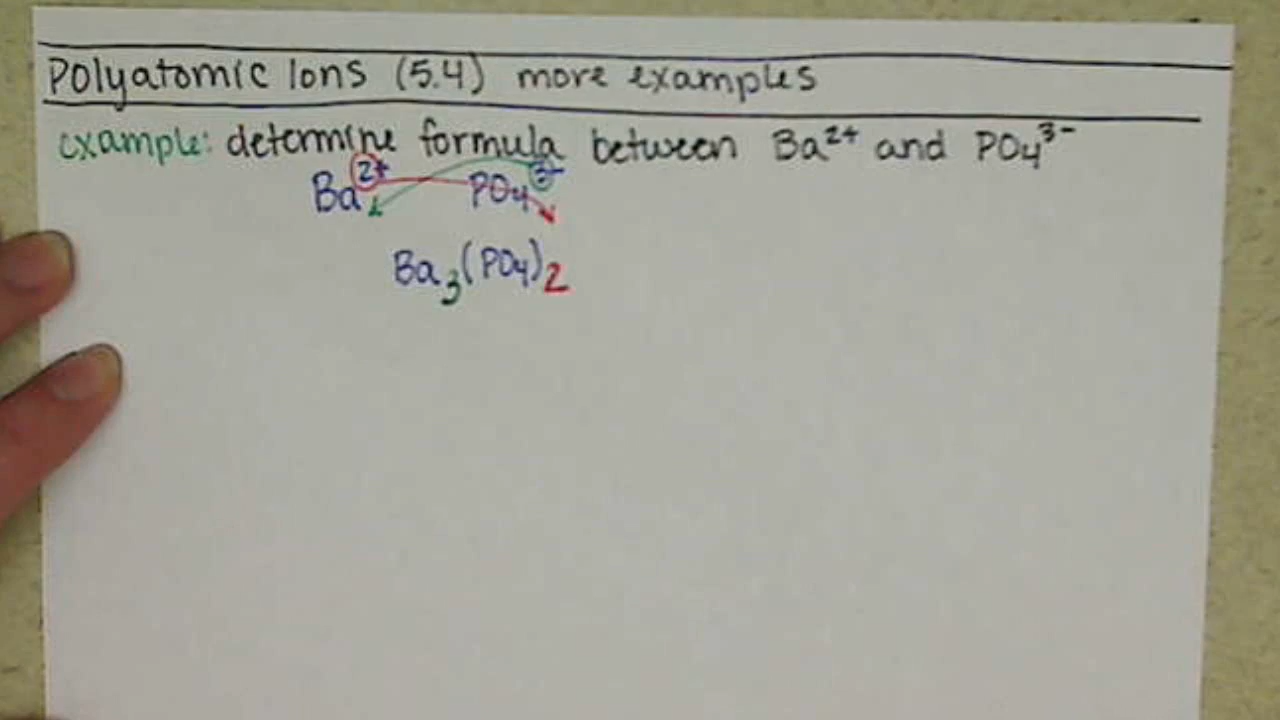 Polyatomic Ions (5.4) more examples
example: determine formula between Ba²⁺ and PO₄³⁻
Ba²⁺ PO₄³⁻
Ba₃(PO₄)₂